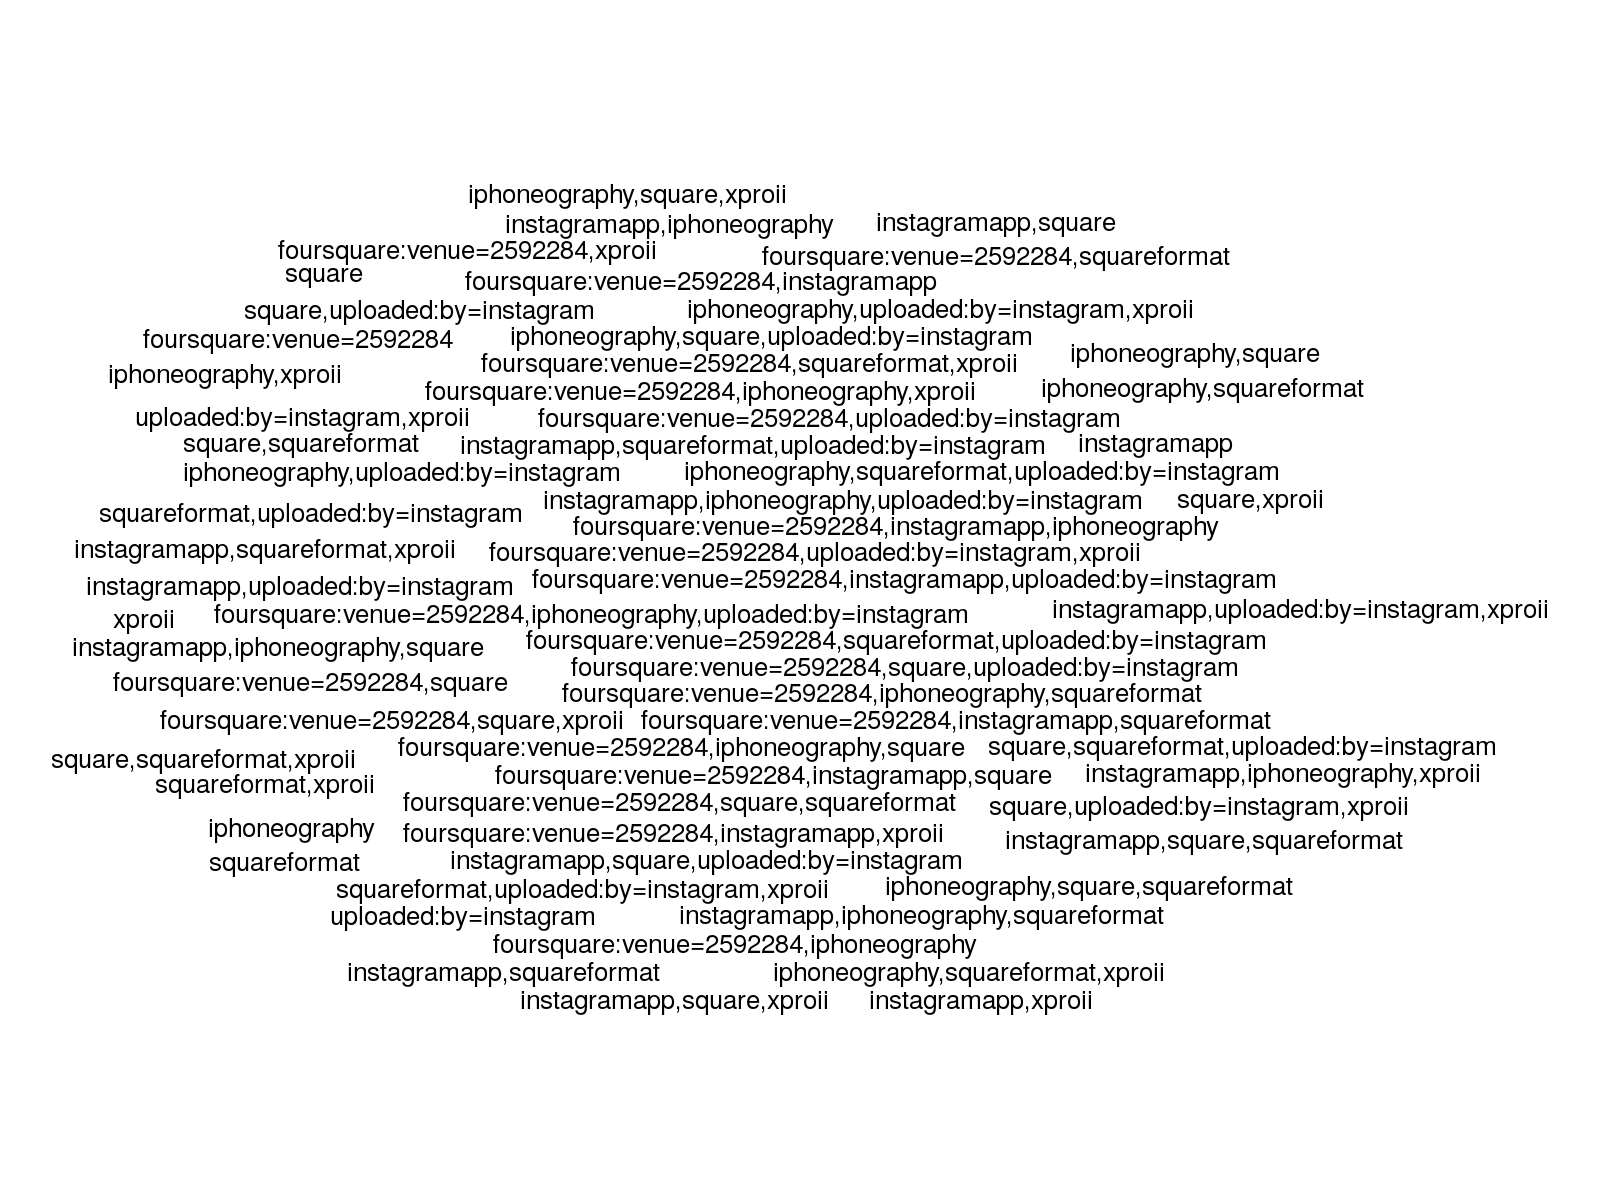 iphoneography,square,xproii
instagramapp,iphoneography
instagramapp,square
foursquare:venue=2592284,xproii
foursquare:venue=2592284,squareformat
square
foursquare:venue=2592284,instagramapp
square,uploaded:by=instagram
iphoneography,uploaded:by=instagram,xproii
foursquare:venue=2592284
iphoneography,square,uploaded:by=instagram
iphoneography,square
foursquare:venue=2592284,squareformat,xproii
iphoneography,xproii
foursquare:venue=2592284,iphoneography,xproii
iphoneography,squareformat
uploaded:by=instagram,xproii
foursquare:venue=2592284,uploaded:by=instagram
square,squareformat
instagramapp,squareformat,uploaded:by=instagram
instagramapp
iphoneography,uploaded:by=instagram
iphoneography,squareformat,uploaded:by=instagram
instagramapp,iphoneography,uploaded:by=instagram
square,xproii
squareformat,uploaded:by=instagram
foursquare:venue=2592284,instagramapp,iphoneography
instagramapp,squareformat,xproii
foursquare:venue=2592284,uploaded:by=instagram,xproii
instagramapp,uploaded:by=instagram
foursquare:venue=2592284,instagramapp,uploaded:by=instagram
xproii
foursquare:venue=2592284,iphoneography,uploaded:by=instagram
instagramapp,uploaded:by=instagram,xproii
instagramapp,iphoneography,square
foursquare:venue=2592284,squareformat,uploaded:by=instagram
foursquare:venue=2592284,square,uploaded:by=instagram
foursquare:venue=2592284,square
foursquare:venue=2592284,iphoneography,squareformat
foursquare:venue=2592284,square,xproii
foursquare:venue=2592284,instagramapp,squareformat
square,squareformat,xproii
foursquare:venue=2592284,iphoneography,square
square,squareformat,uploaded:by=instagram
squareformat,xproii
foursquare:venue=2592284,instagramapp,square
instagramapp,iphoneography,xproii
foursquare:venue=2592284,square,squareformat
square,uploaded:by=instagram,xproii
iphoneography
foursquare:venue=2592284,instagramapp,xproii
instagramapp,square,squareformat
squareformat
instagramapp,square,uploaded:by=instagram
squareformat,uploaded:by=instagram,xproii
iphoneography,square,squareformat
uploaded:by=instagram
instagramapp,iphoneography,squareformat
foursquare:venue=2592284,iphoneography
instagramapp,squareformat
iphoneography,squareformat,xproii
instagramapp,square,xproii
instagramapp,xproii